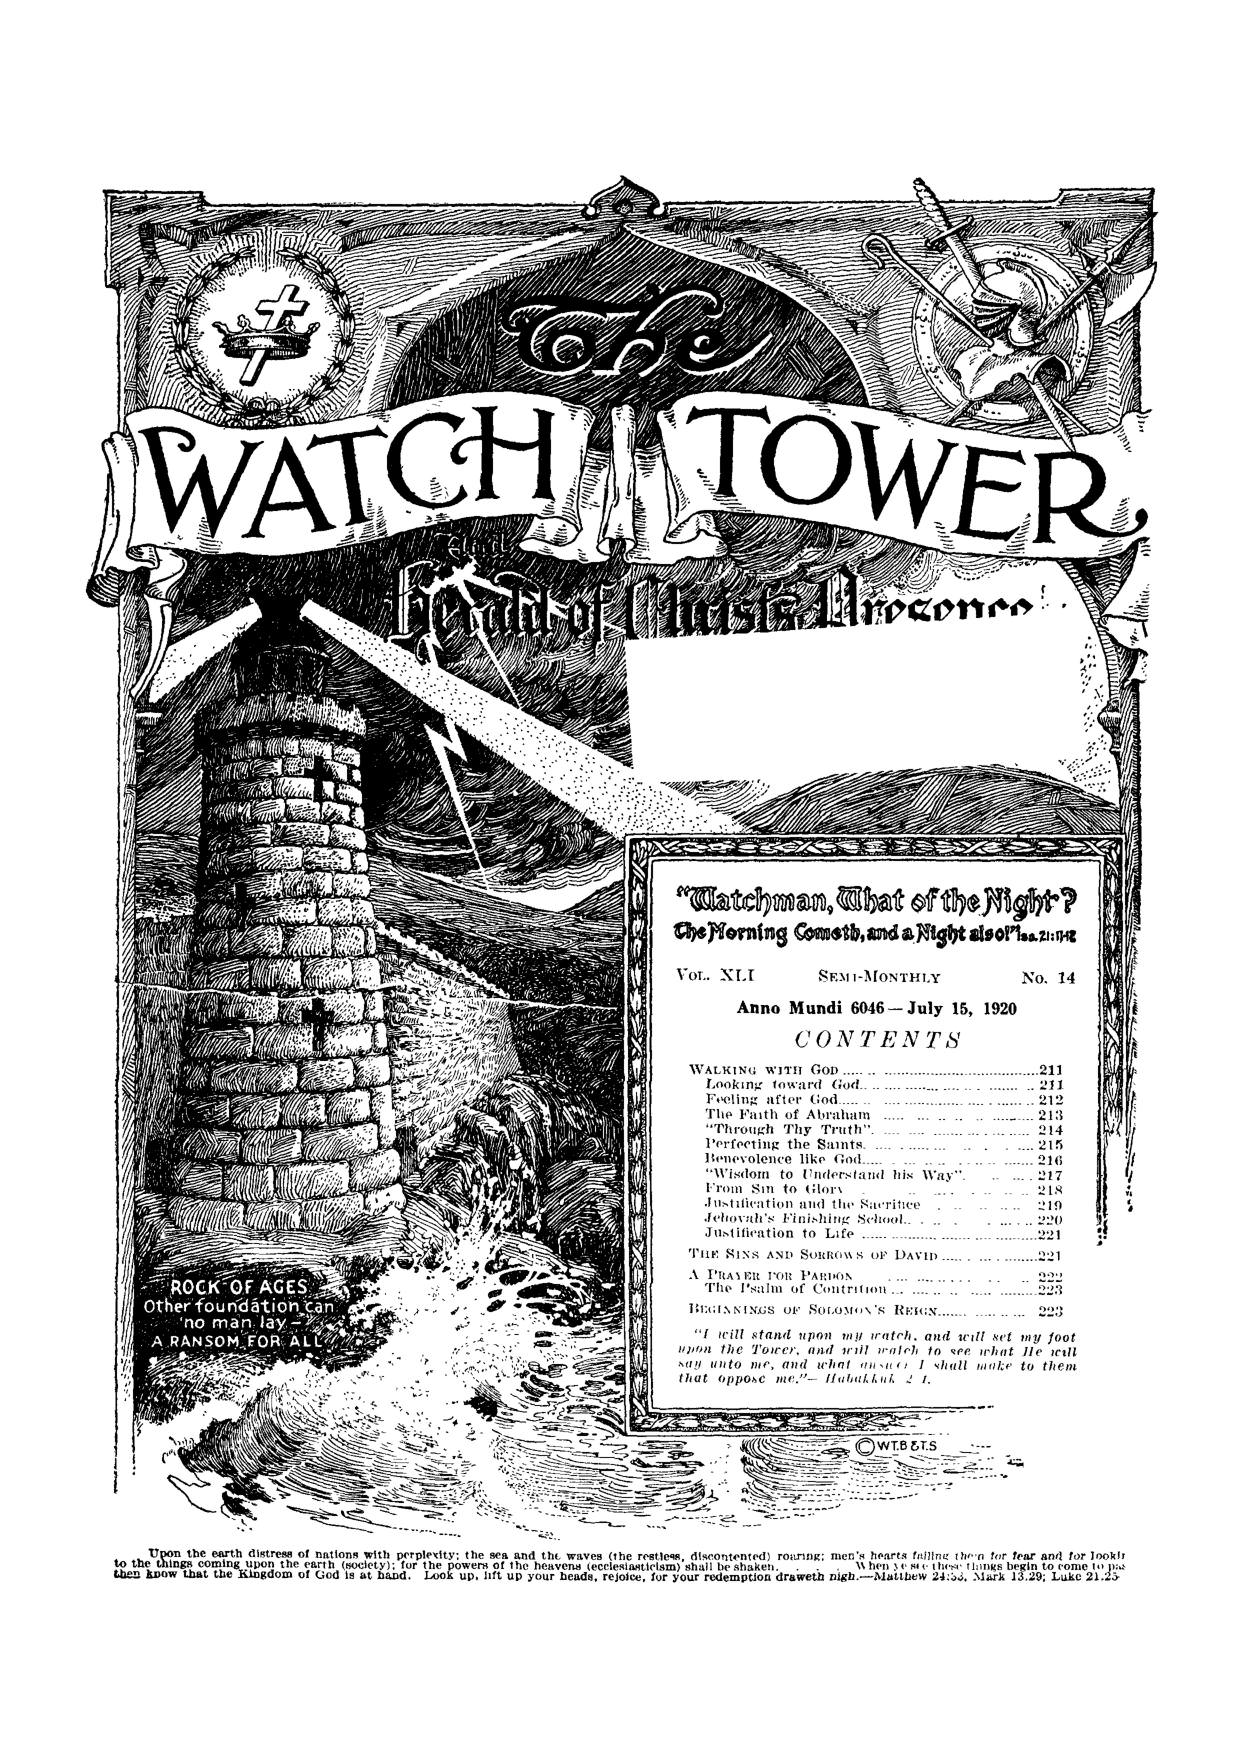 The
WATCH TOWER
And
Herald of Christ's Presence
"Watchman, What of the Night?
The Morning Cometh, and a Night also!" Isa. 21:11-12
VOL. XLI SEMI-MONTHLY No. 14
Anno Mundi 6046—July 15, 1920
CONTENTS
WALKING WITH GOD 211
Looking toward God 211
Feeling after God 212
The Faith of Abraham 213
"Through Thy Truth" 214
Perfecting the Saints 215
Benevolence like God 216
"Wisdom to Understand his Way" 217
From Sin to Glory 218
Justification and the Sacrifice 219
Jehovah's Finishing School 220
Justification to Life 221
THE SINS AND SORROWS OF DAVID 221
A PRAYER FOR PARDON 222
The Psalm of Contrition 223
BEGINNINGS OF SOLOMON'S REIGN 223
"I will stand upon my watch, and will set my foot
upon the Tower, and will watch to see what He will
say unto me, and what answer I shall make to them
that oppose me."—Habakkuk 2 1.
ROCK OF AGES
Other foundation can
no man lay—
A RANSOM FOR ALL
© W.T.B & T.S
Upon the earth distress of nations with perplexity; the sea and the waves (the restless, discontented) roaring; men's hearts failing them for fear and for
to the things coming upon the earth (society); for the powers of the heavens (ecclesiasticism) shall be shaken. . . . When ye see these things begin to come to
then know that the Kingdom of God is at hand. Look up, lift up your heads, rejoice, for your redemption draweth nigh.—Matthew 24:33, Mark 13.29; Luke 21.25